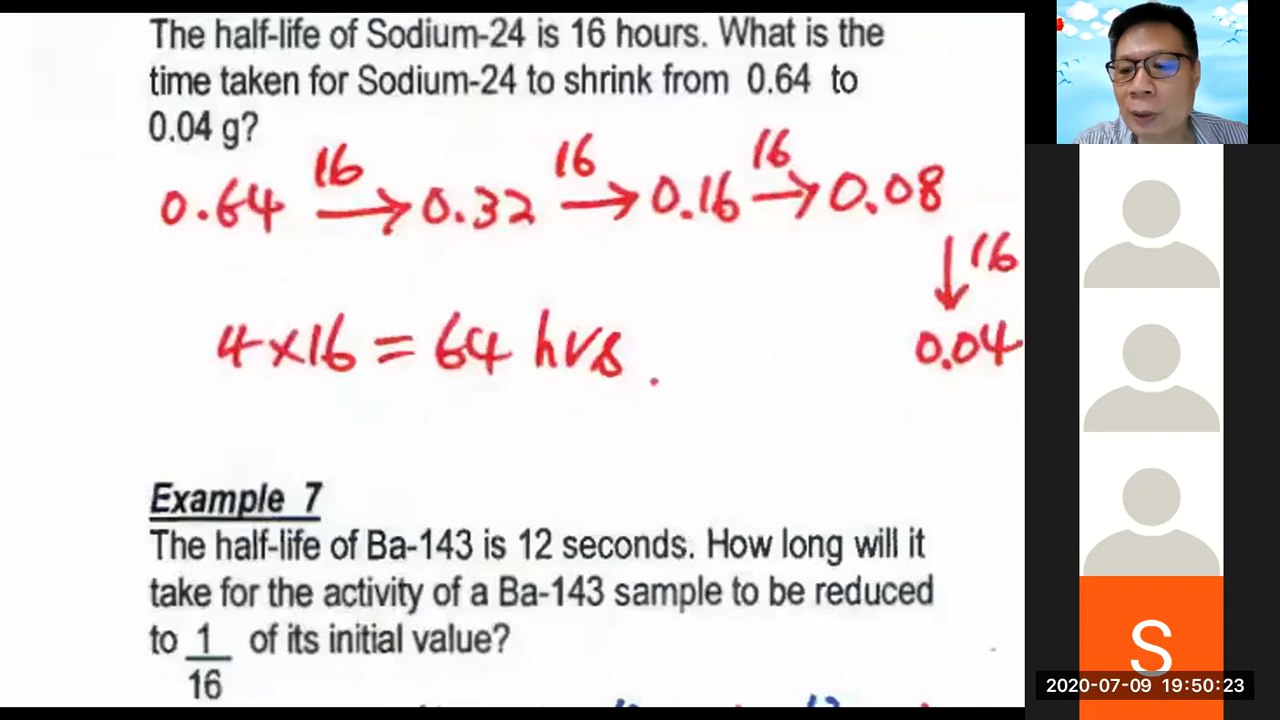 The half-life of Sodium-24 is 16 hours. What is the
time taken for Sodium-24 to shrink from 0.64 to
0.04 g?
16 16 16
0.64 → 0.32 → 0.16 → 0.08
↓ 16
4 × 16 = 64 hrs. 0.04
Example 7
The half-life of Ba-143 is 12 seconds. How long will it
take for the activity of a Ba-143 sample to be reduced
to 1/16 of its initial value?
S
2020-07-09 19:50:23